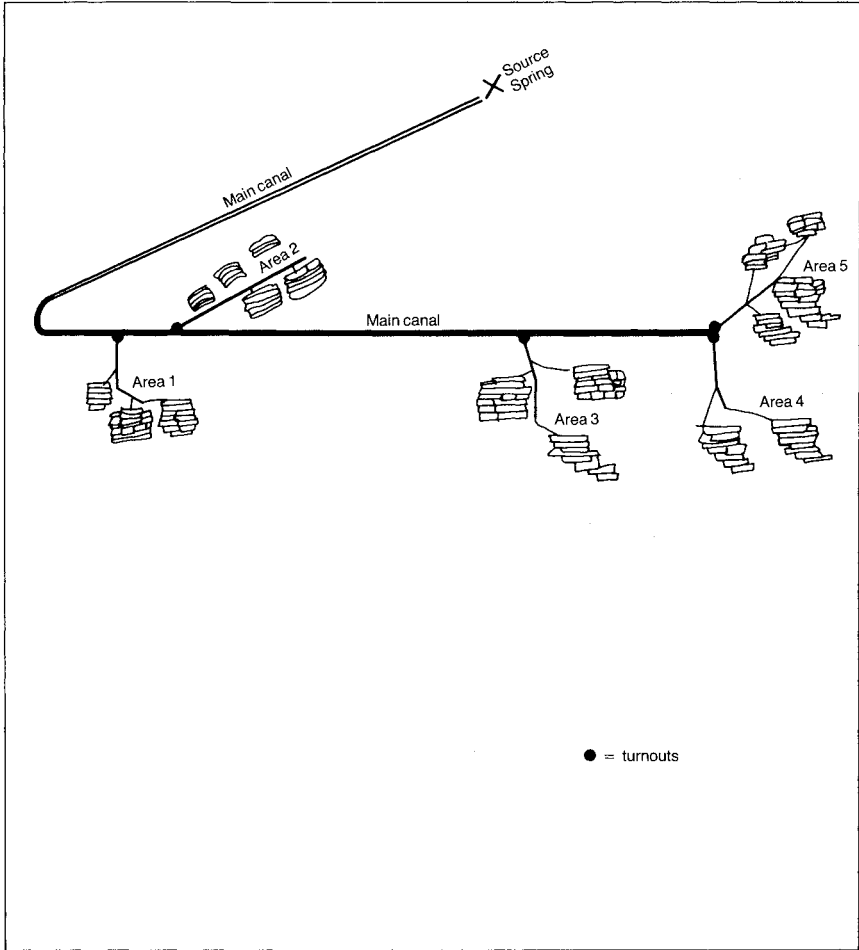 Source
Spring
Main canal
Area 2
Area 5
Main canal
Area 1
Area 3
Area 4
= turnouts